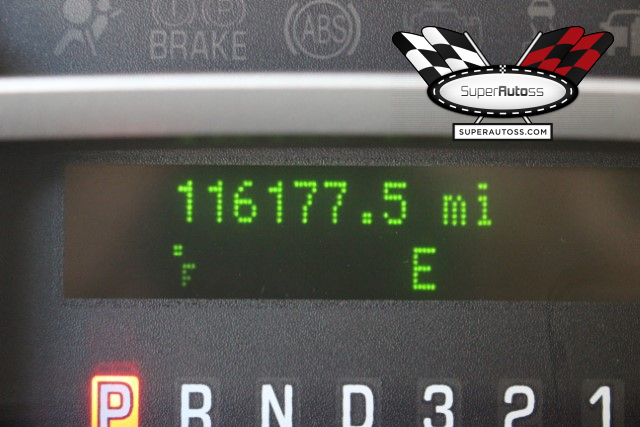 BRAKE
ABS
SuperAutoss
SUPERAUTOSS.COM
116177.5 mi
°F E
P R N D 3 2 1